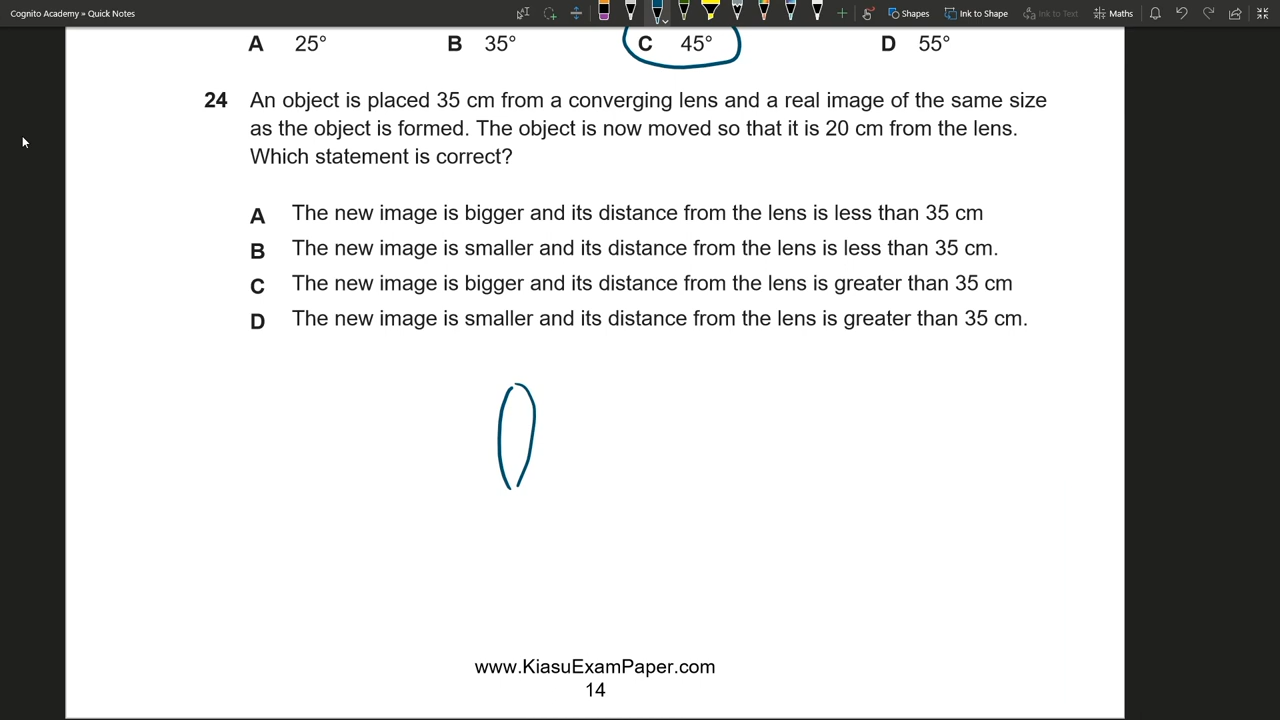 Cognito Academy » Quick Notes
Shapes Ink to Shape Ink to Text Maths
A 25° B 35° C 45° D 55°
24 An object is placed 35 cm from a converging lens and a real image of the same size
as the object is formed. The object is now moved so that it is 20 cm from the lens.
Which statement is correct?
A The new image is bigger and its distance from the lens is less than 35 cm
B The new image is smaller and its distance from the lens is less than 35 cm.
C The new image is bigger and its distance from the lens is greater than 35 cm
D The new image is smaller and its distance from the lens is greater than 35 cm.
www.KiasuExamPaper.com
14